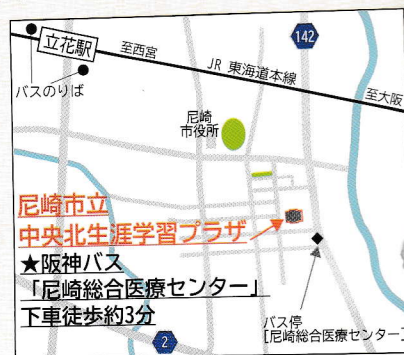 立花駅
至西宮
142
JR 東海道本線
至大阪
バスのりば
尼崎
市役所
尼崎市立
中央北生涯学習プラザ
★阪神バス
「尼崎総合医療センター」
下車徒歩約3分
2
バス停
[尼崎総合医療センター]